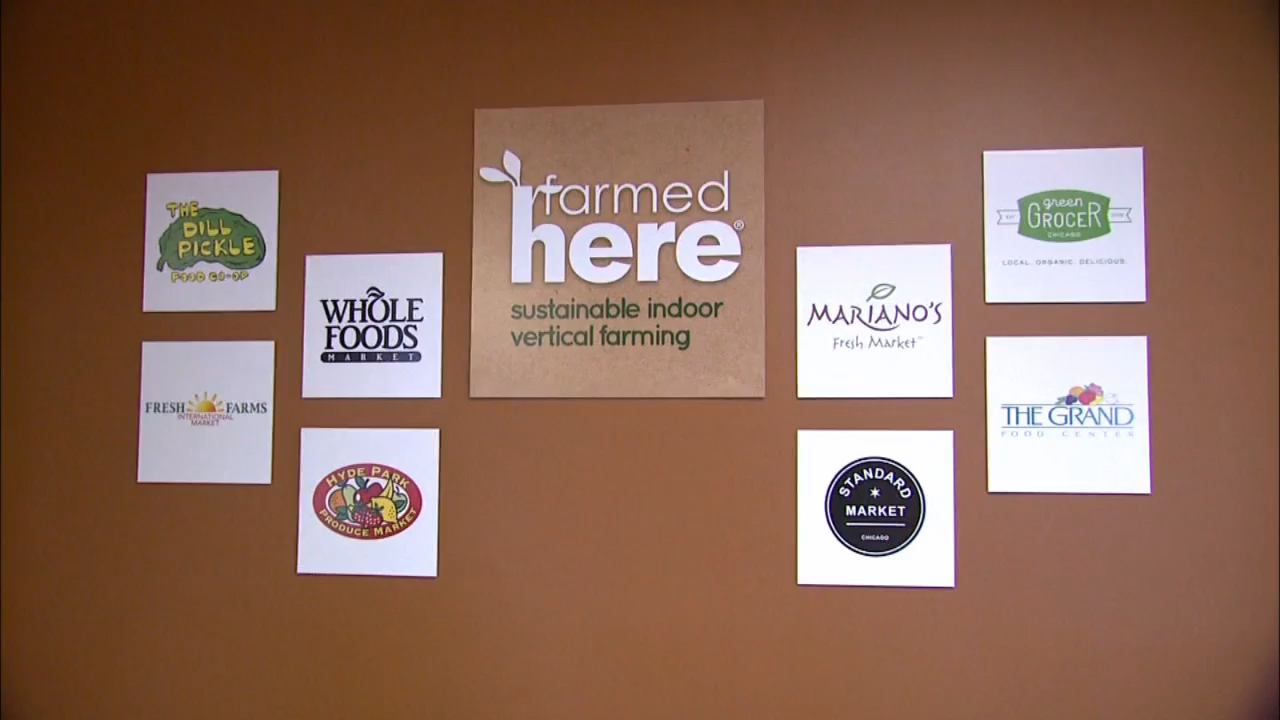 THE
DILL
PICKLE
FOOD CO-OP
WHOLE
FOODS
MARKET
FRESH FARMS
INTERNATIONAL
MARKET
HYDE PARK
PRODUCE MARKET
farmed
here®
sustainable indoor
vertical farming
MARIANO'S
Fresh Market™
STANDARD
MARKET
CHICAGO
green
GROCER
CHICAGO
LOCAL. ORGANIC. DELICIOUS.
THE GRAND
FOOD CENTER